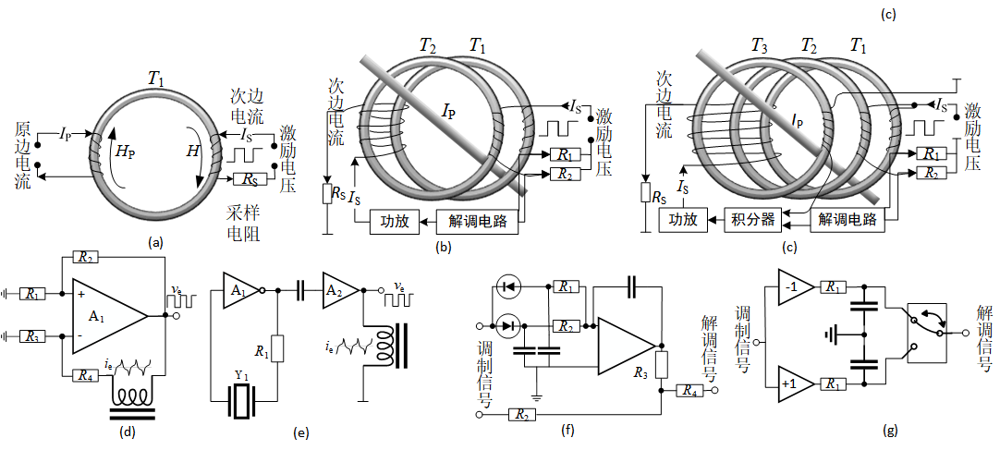 (c)
T1
原边电流
IP
HP
H
次边
电流
IS
RS
激励电压
采样
电阻
(a)
T2
T1
次边电流
IP
IS
激励电压
R1
R2
RS
IS
功放
解调电路
(b)
T3
T2
T1
次边电流
IP
IS
激励电压
R1
R2
RS
IS
功放
积分器
解调电路
(c)
R2
R1
+
A1
R3
-
R4
ve
ie
(d)
A1
A2
ve
R1
ie
Y1
(e)
R1
R2
调制信号
R3
解调信号
R4
R2
(f)
-1
R1
调制信号
解调信号
+1
R1
(g)